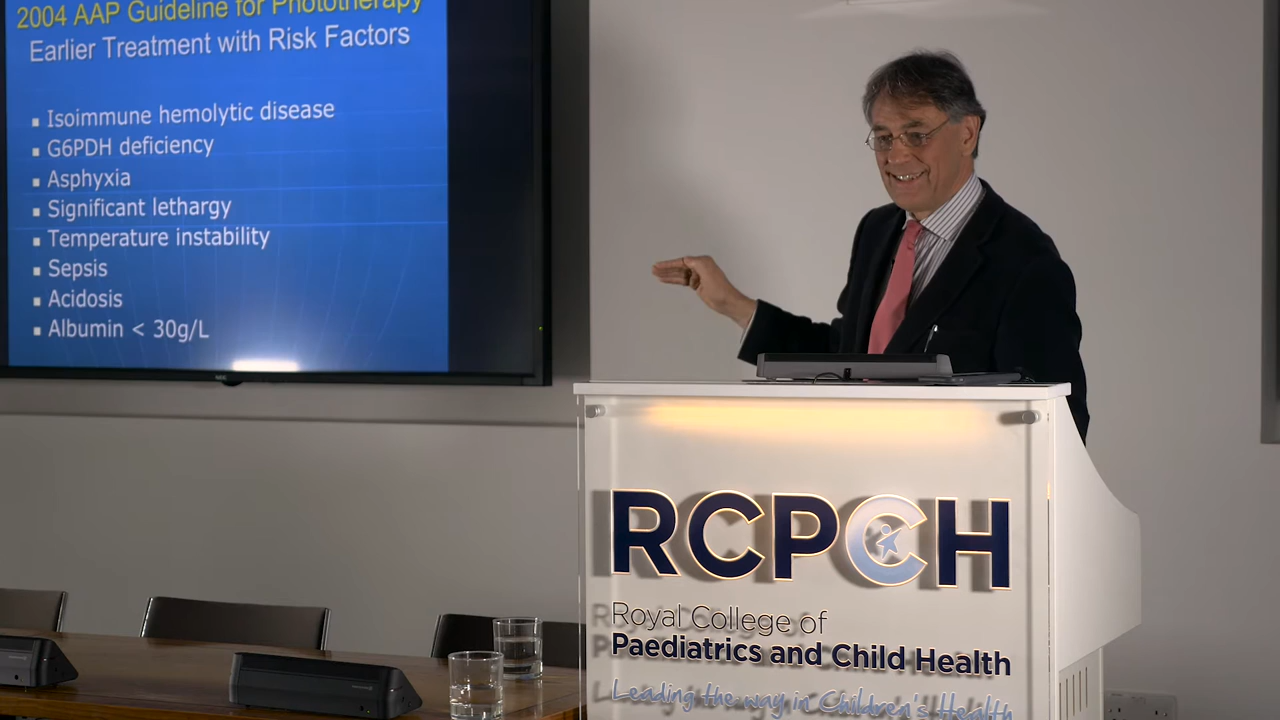 2004 AAP Guideline for Phototherapy
Earlier Treatment with Risk Factors
Isoimmune hemolytic disease
G6PDH deficiency
Asphyxia
Significant lethargy
Temperature instability
Sepsis
Acidosis
Albumin < 30g/L
NEC
RCPCH
Royal College of
Paediatrics and Child Health
Leading the way in Children's Health